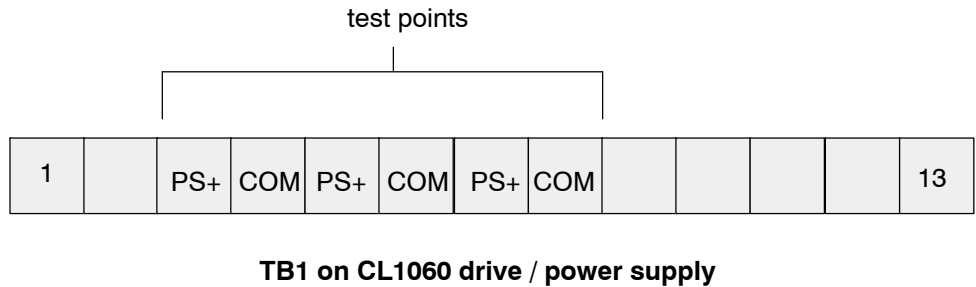 test points
1 PS+ COM PS+ COM PS+ COM 13
TB1 on CL1060 drive / power supply